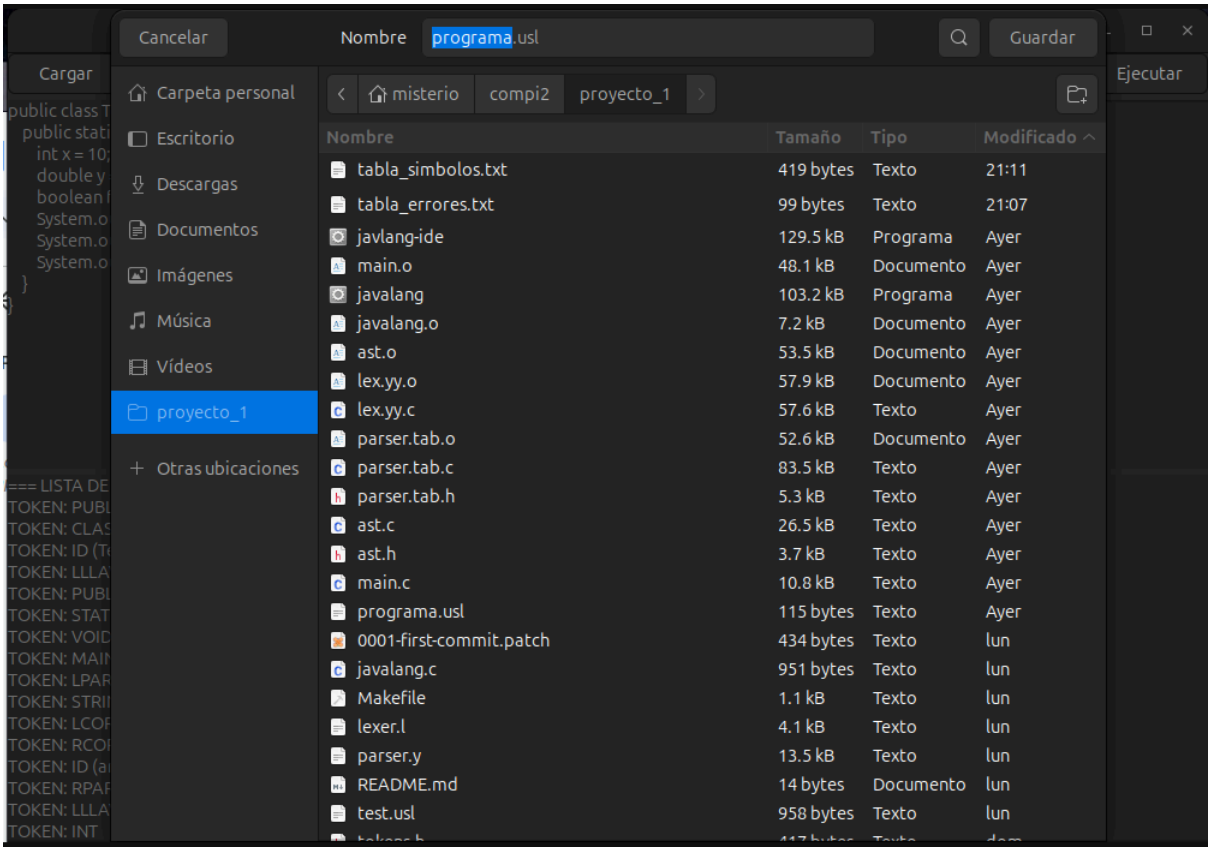 Cancelar Nombre programa.usl Guardar
Cargar Ejecutar
Carpeta personal
Escritorio
Descargas
Documentos
Imágenes
Música
Vídeos
proyecto_1
Otras ubicaciones
misterio compi2 proyecto_1
Nombre Tamaño Tipo Modificado
tabla_simbolos.txt 419 bytes Texto 21:11
tabla_errores.txt 99 bytes Texto 21:07
javlang-ide 129.5 kB Programa Ayer
main.o 48.1 kB Documento Ayer
javalang 103.2 kB Programa Ayer
javalang.o 7.2 kB Documento Ayer
ast.o 53.5 kB Documento Ayer
lex.yy.o 57.9 kB Documento Ayer
lex.yy.c 57.6 kB Texto Ayer
parser.tab.o 52.6 kB Documento Ayer
parser.tab.c 83.5 kB Texto Ayer
parser.tab.h 5.3 kB Texto Ayer
ast.c 26.5 kB Texto Ayer
ast.h 3.7 kB Texto Ayer
main.c 10.8 kB Texto Ayer
programa.usl 115 bytes Texto Ayer
0001-first-commit.patch 434 bytes Texto lun
javalang.c 951 bytes Texto lun
Makefile 1.1 kB Texto lun
lexer.l 4.1 kB Texto lun
parser.y 13.5 kB Texto lun
README.md 14 bytes Documento lun
test.usl 958 bytes Texto lun
public class T
public stati
int x = 10;
double y
boolean f
System.o
System.o
System.o
}
}
=== LISTA DE
TOKEN: PUBL
TOKEN: CLAS
TOKEN: ID (Te
TOKEN: LLLA
TOKEN: PUBL
TOKEN: STAT
TOKEN: VOID
TOKEN: MAIN
TOKEN: LPAR
TOKEN: STRI
TOKEN: LCOR
TOKEN: RCOR
TOKEN: ID (ar
TOKEN: RPAR
TOKEN: LLLA
TOKEN: INT